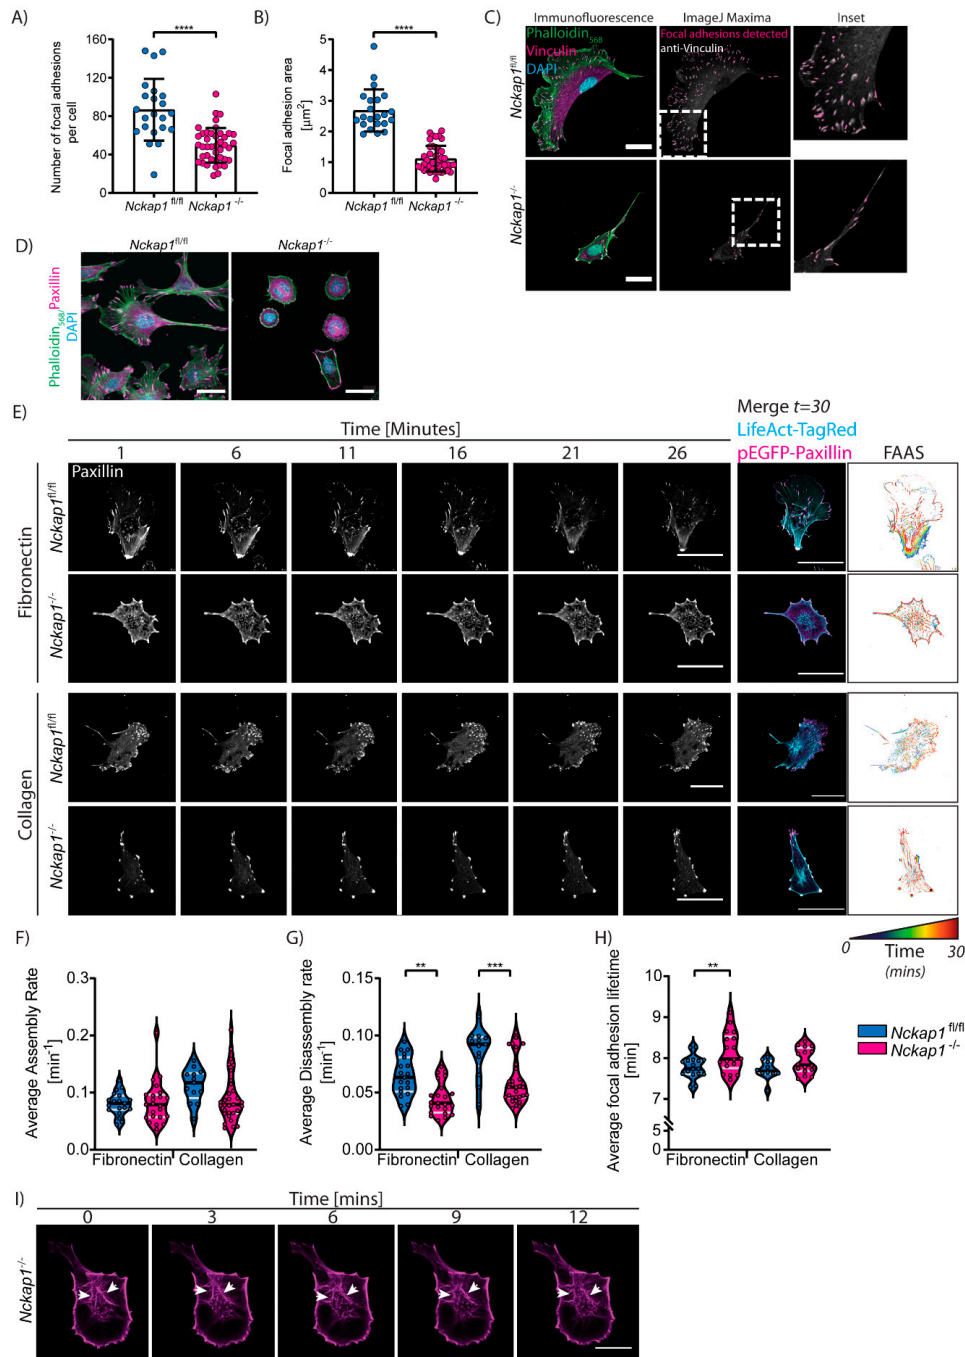 A)
****
Number of focal adhesions
per cell
160
120
80
40
0
Nckap1 fl/fl
Nckap1 -/-
B)
****
Focal adhesion area
[μm2]
5
4
3
2
1
0
Nckap1 fl/fl
Nckap1 -/-
C)
Immunofluorescence
ImageJ Maxima
Inset
Phalloidin568
Vinculin
DAPI
Focal adhesions detected
anti-Vinculin
Nckap1fl/fl
Nckap1-/-
D)
Nckap1fl/fl
Nckap1-/-
Phalloidin568/Paxillin
DAPI
E)
Time [Minutes]
1 6 11 16 21 26
Merge t=30
LifeAct-TagRed
pEGFP-Paxillin
FAAS
Paxillin
Fibronectin
Nckap1fl/fl
Nckap1-/-
Collagen
Nckap1fl/fl
Nckap1-/-
0 Time 30
(mins)
F)
Average Assembly Rate
[min-1]
0.3
0.2
0.1
0.0
Fibronectin Collagen
G)
** ***
Average Disassembly rate
[min-1]
0.15
0.10
0.05
0.00
Fibronectin Collagen
H)
**
Average focal adhesion lifetime
[min]
10
9
8
7
5
0
Fibronectin Collagen
Nckap1 fl/fl
Nckap1 -/-
I)
Time [mins]
0 3 6 9 12
Nckap1-/-